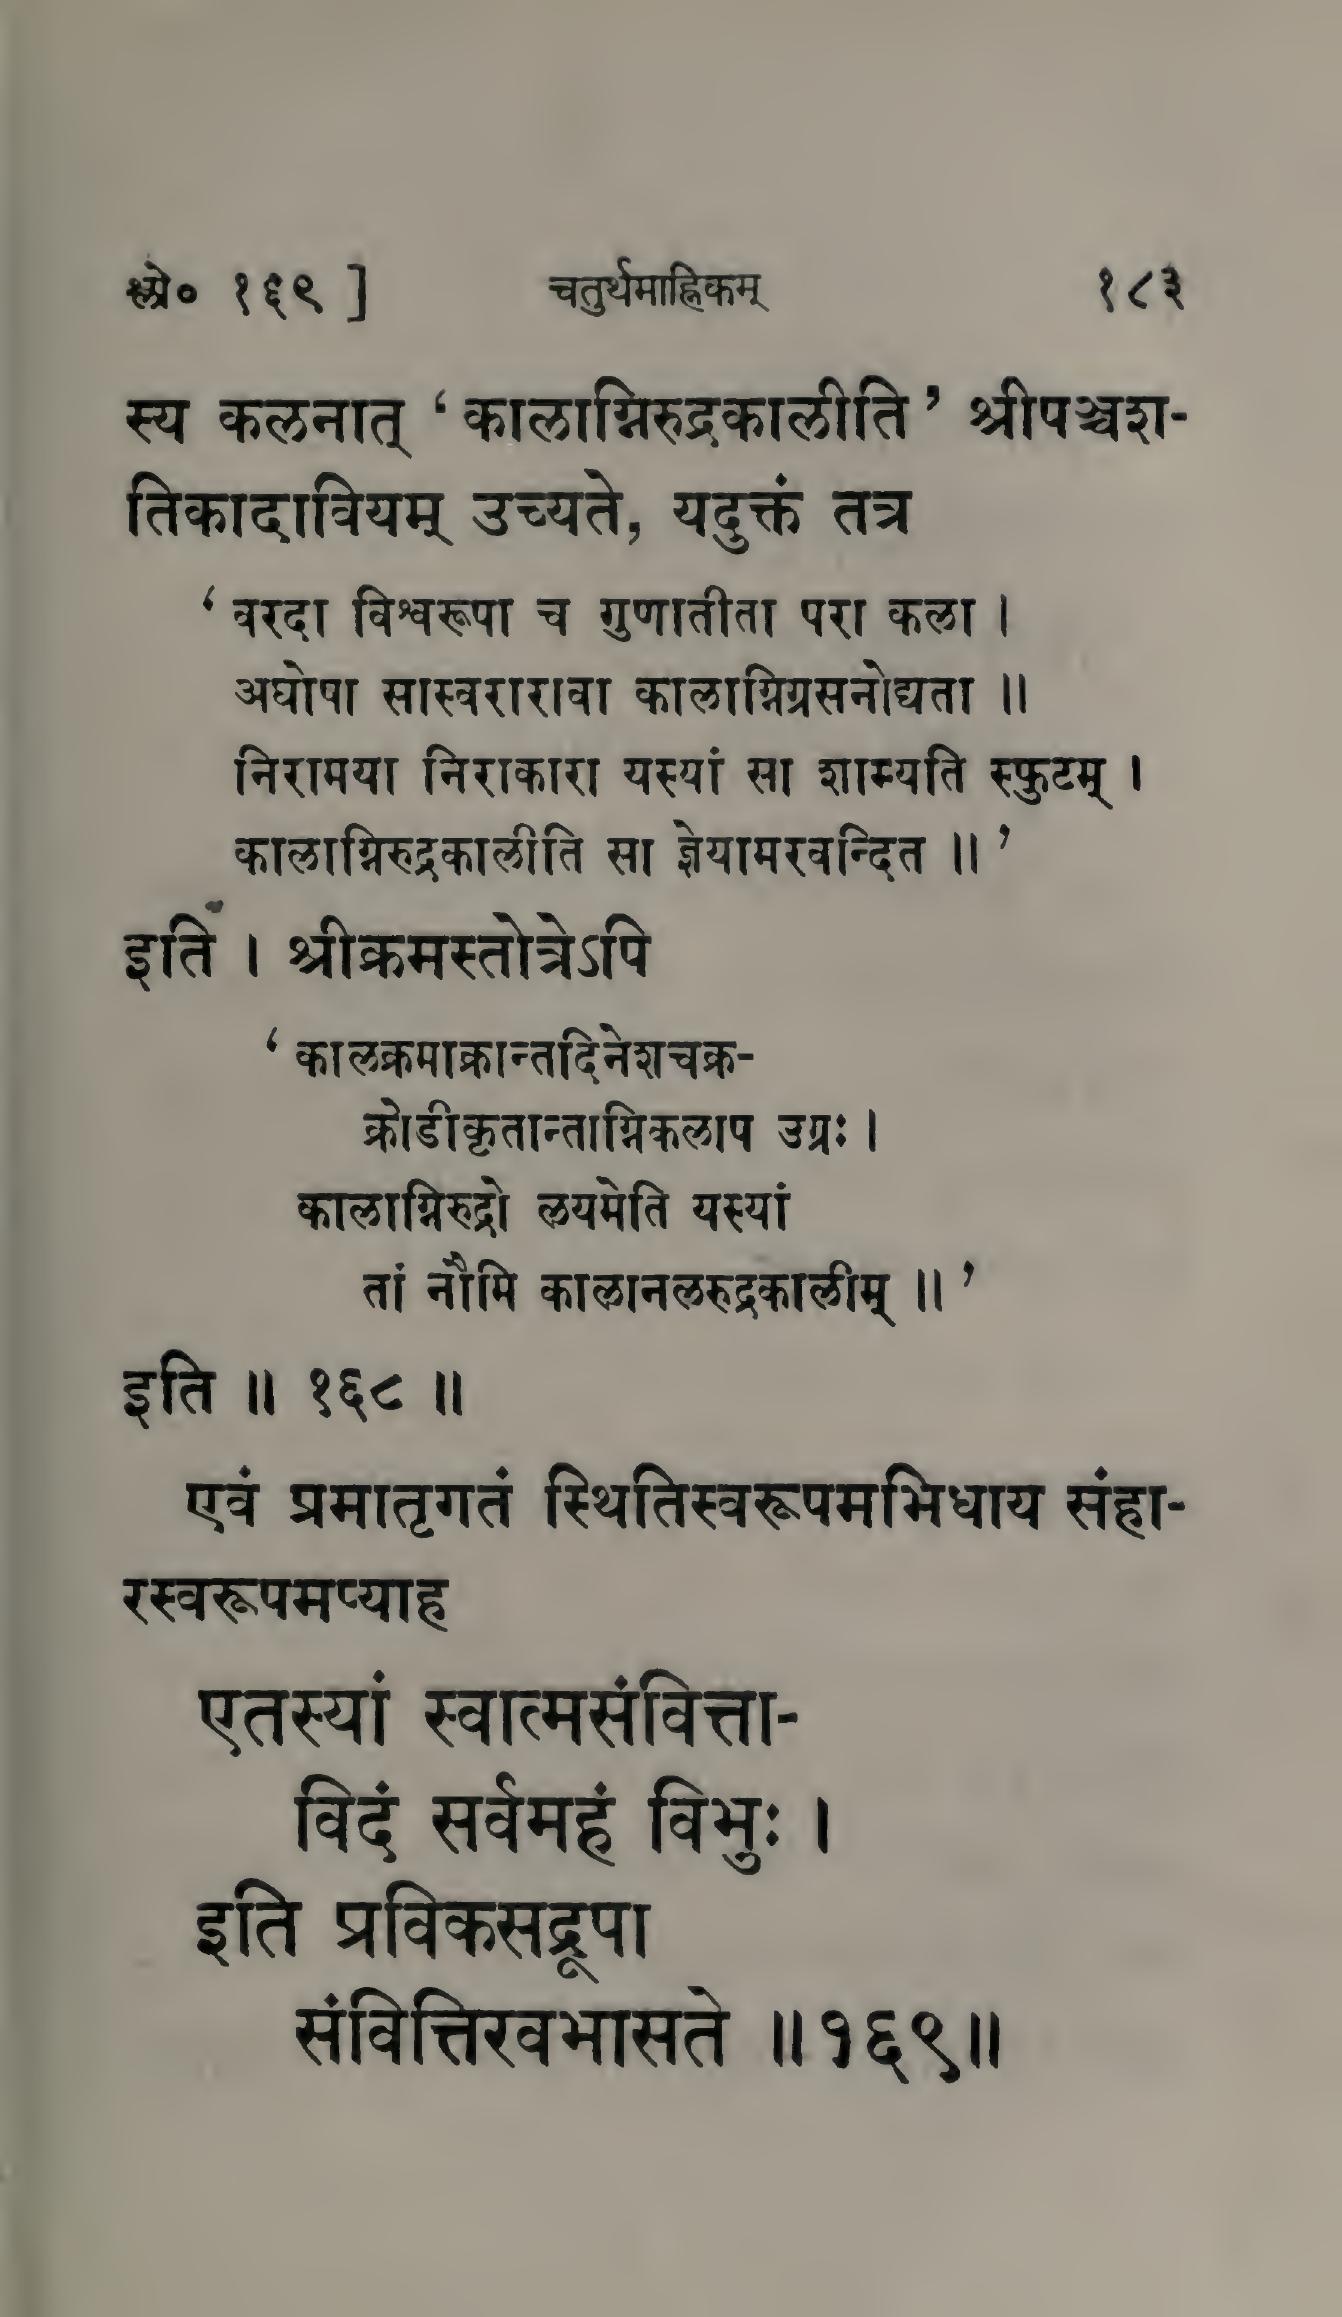 श्लो० १६९ ] चतुर्थमाह्निकम् १८३
स्य कलनात् ‘ कालाग्निरुद्रकालीति ’ श्रीपञ्चश-
तिकादावियम् उच्यते, यदुक्तं तत्र
‘ वरदा विश्वरूपा च गुणातीता परा कला ।
अघोषा सास्वरारावा कालाग्निग्रसनोद्यता ॥
निरामया निराकारा यस्यां सा शाम्यति स्फुटम् ।
कालाग्निरुद्रकालीति सा ज्ञेयामरवन्दित ॥ ’
इति । श्रीक्रमस्तोत्रेऽपि
‘ कालक्रमाक्रान्तदिनेशचक्र-
क्रोडीकृतान्ताग्निकलाप उग्रः ।
कालाग्निरुद्रो लयमेति यस्यां
तां नौमि कालानलरुद्रकालीम् ॥ ’
इति ॥ १६८ ॥
एवं प्रमातृगतं स्थितिस्वरूपमभिधाय संहा-
रस्वरूपमप्याह
एतस्यां स्वात्मसंवित्ता-
विदं सर्वमहं विभुः ।
इति प्रविकसद्रूपा
संवित्तिरवभासते ॥१६९॥